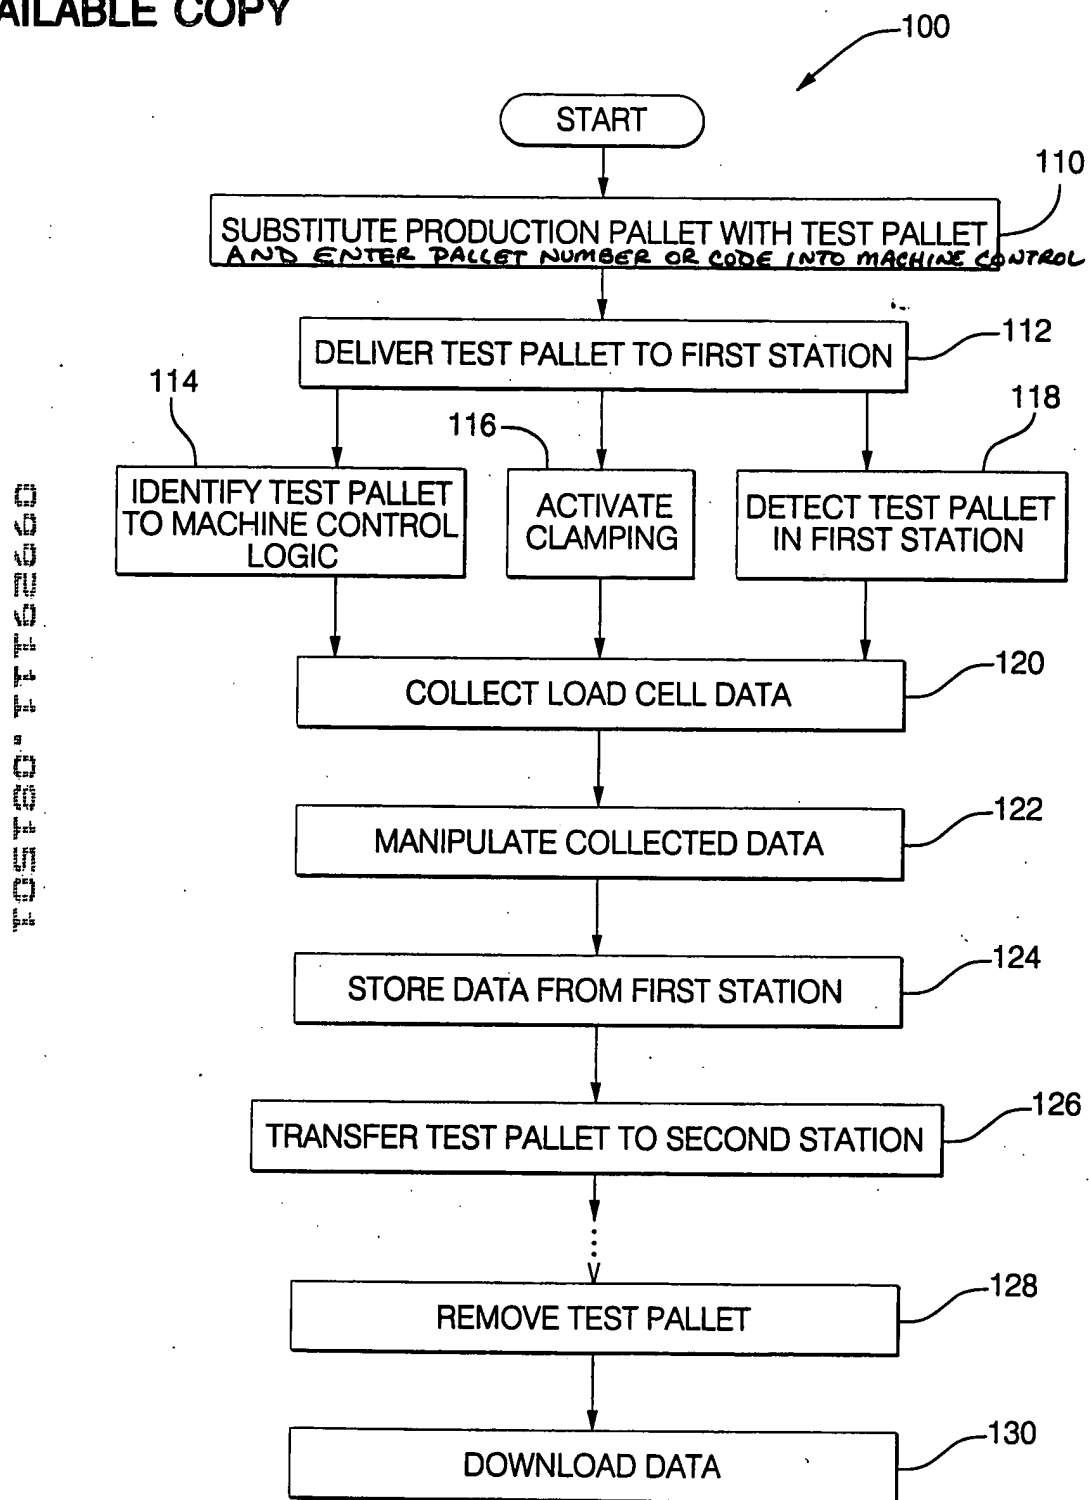 AILABLE COPY
100
START
110
SUBSTITUTE PRODUCTION PALLET WITH TEST PALLET
AND ENTER PALLET NUMBER OR CODE INTO MACHINE CONTROL
112
DELIVER TEST PALLET TO FIRST STATION
114
116
118
IDENTIFY TEST PALLET
TO MACHINE CONTROL
LOGIC
ACTIVATE
CLAMPING
DETECT TEST PALLET
IN FIRST STATION
120
COLLECT LOAD CELL DATA
122
MANIPULATE COLLECTED DATA
124
STORE DATA FROM FIRST STATION
126
TRANSFER TEST PALLET TO SECOND STATION
128
REMOVE TEST PALLET
130
DOWNLOAD DATA